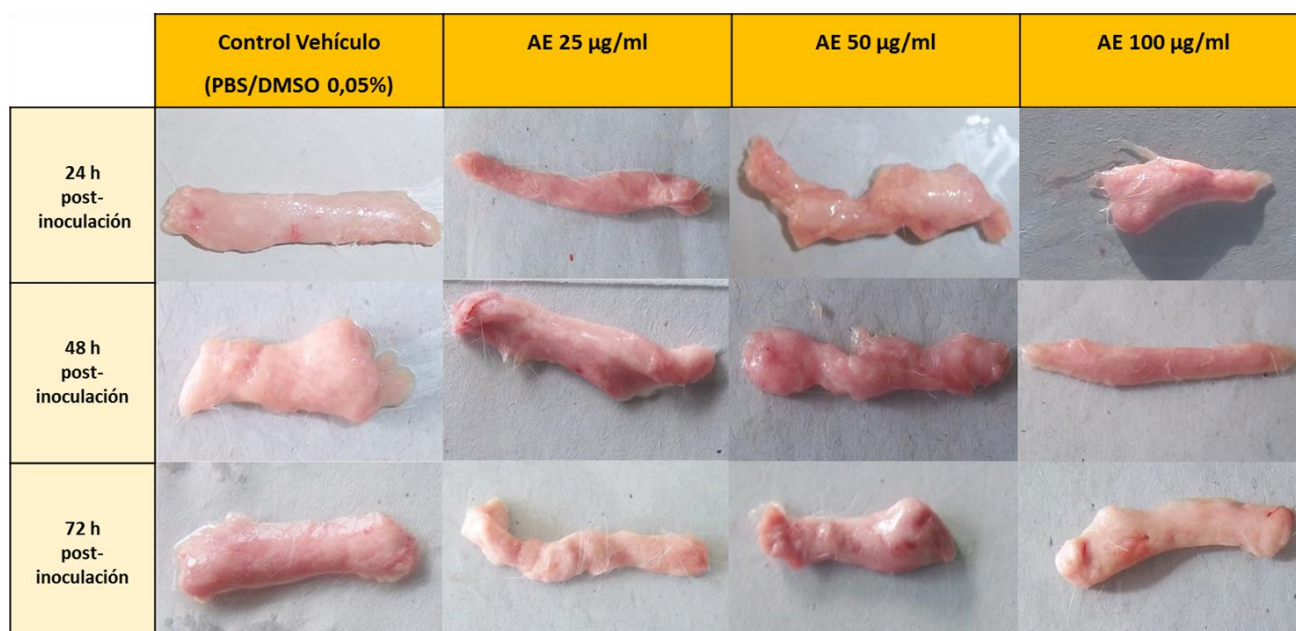 Control Vehículo
(PBS/DMSO 0,05%)
AE 25 µg/ml
AE 50 µg/ml
AE 100 µg/ml
24 h
post-
inoculación
48 h
post-
inoculación
72 h
post-
inoculación